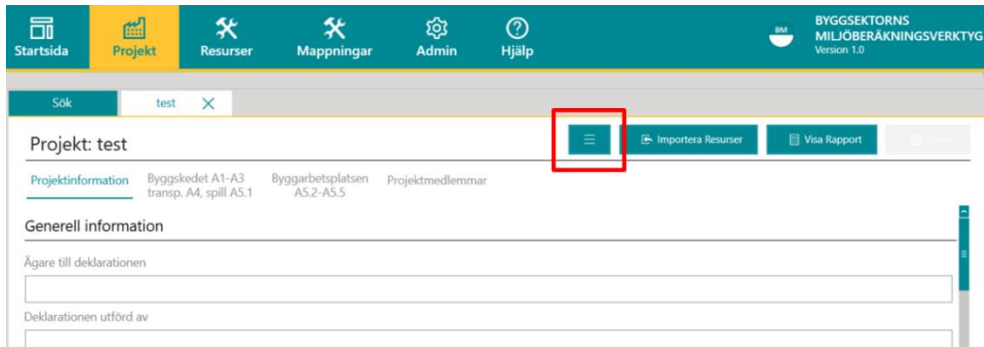 Startsida
Projekt
Resurser
Mappningar
Admin
Hjälp
BM
BYGGSEKTORNS
MILJÖBERÄKNINGSVERKTYG
Version 1.0
Sök
test
Projekt: test
Importera Resurser
Visa Rapport
Projektinformation
Byggskedet A1-A3
transp. A4, spill A5.1
Byggarbetsplatsen
A5.2-A5.5
Projektmedlemmar
Generell information
Ägare till deklarationen
Deklarationen utförd av